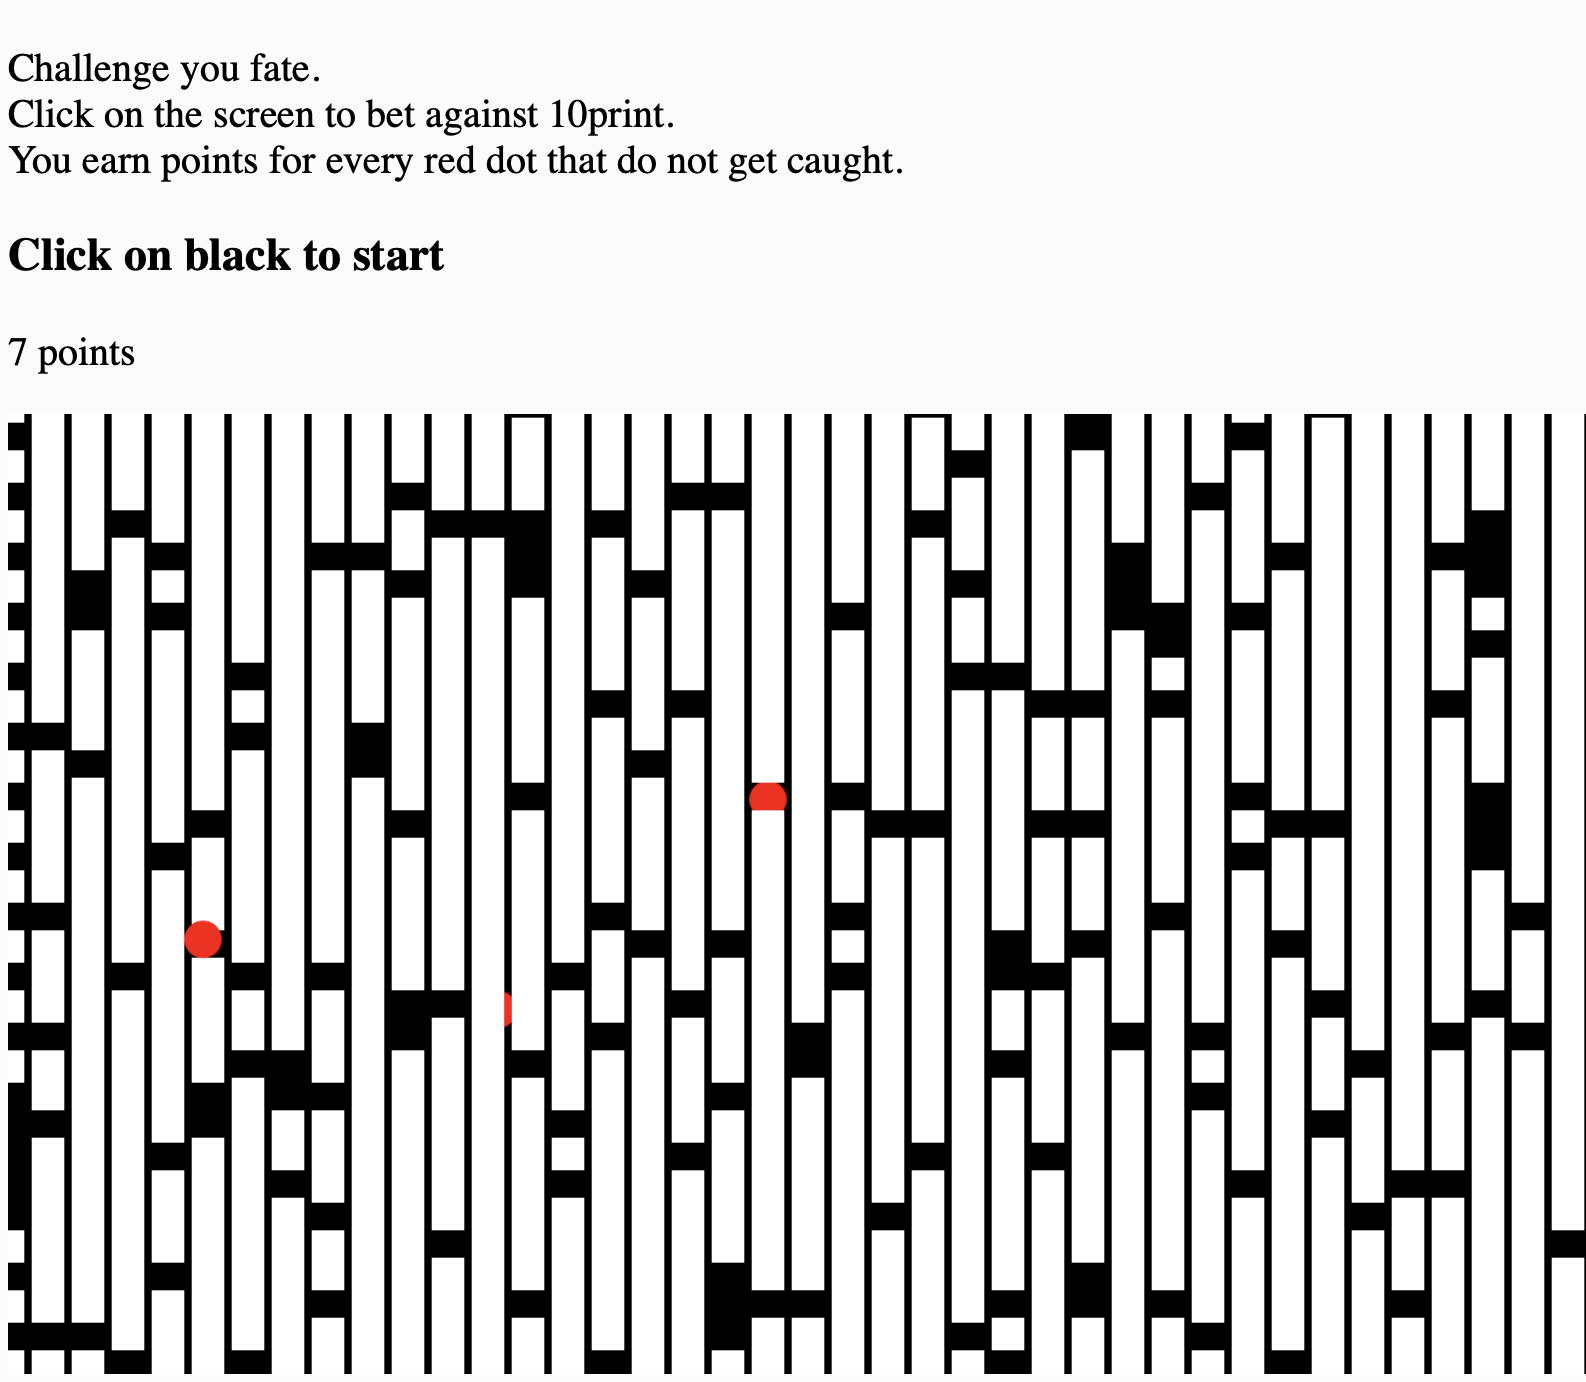 Challenge you fate.
Click on the screen to bet against 10print.
You earn points for every red dot that do not get caught.
Click on black to start
7 points